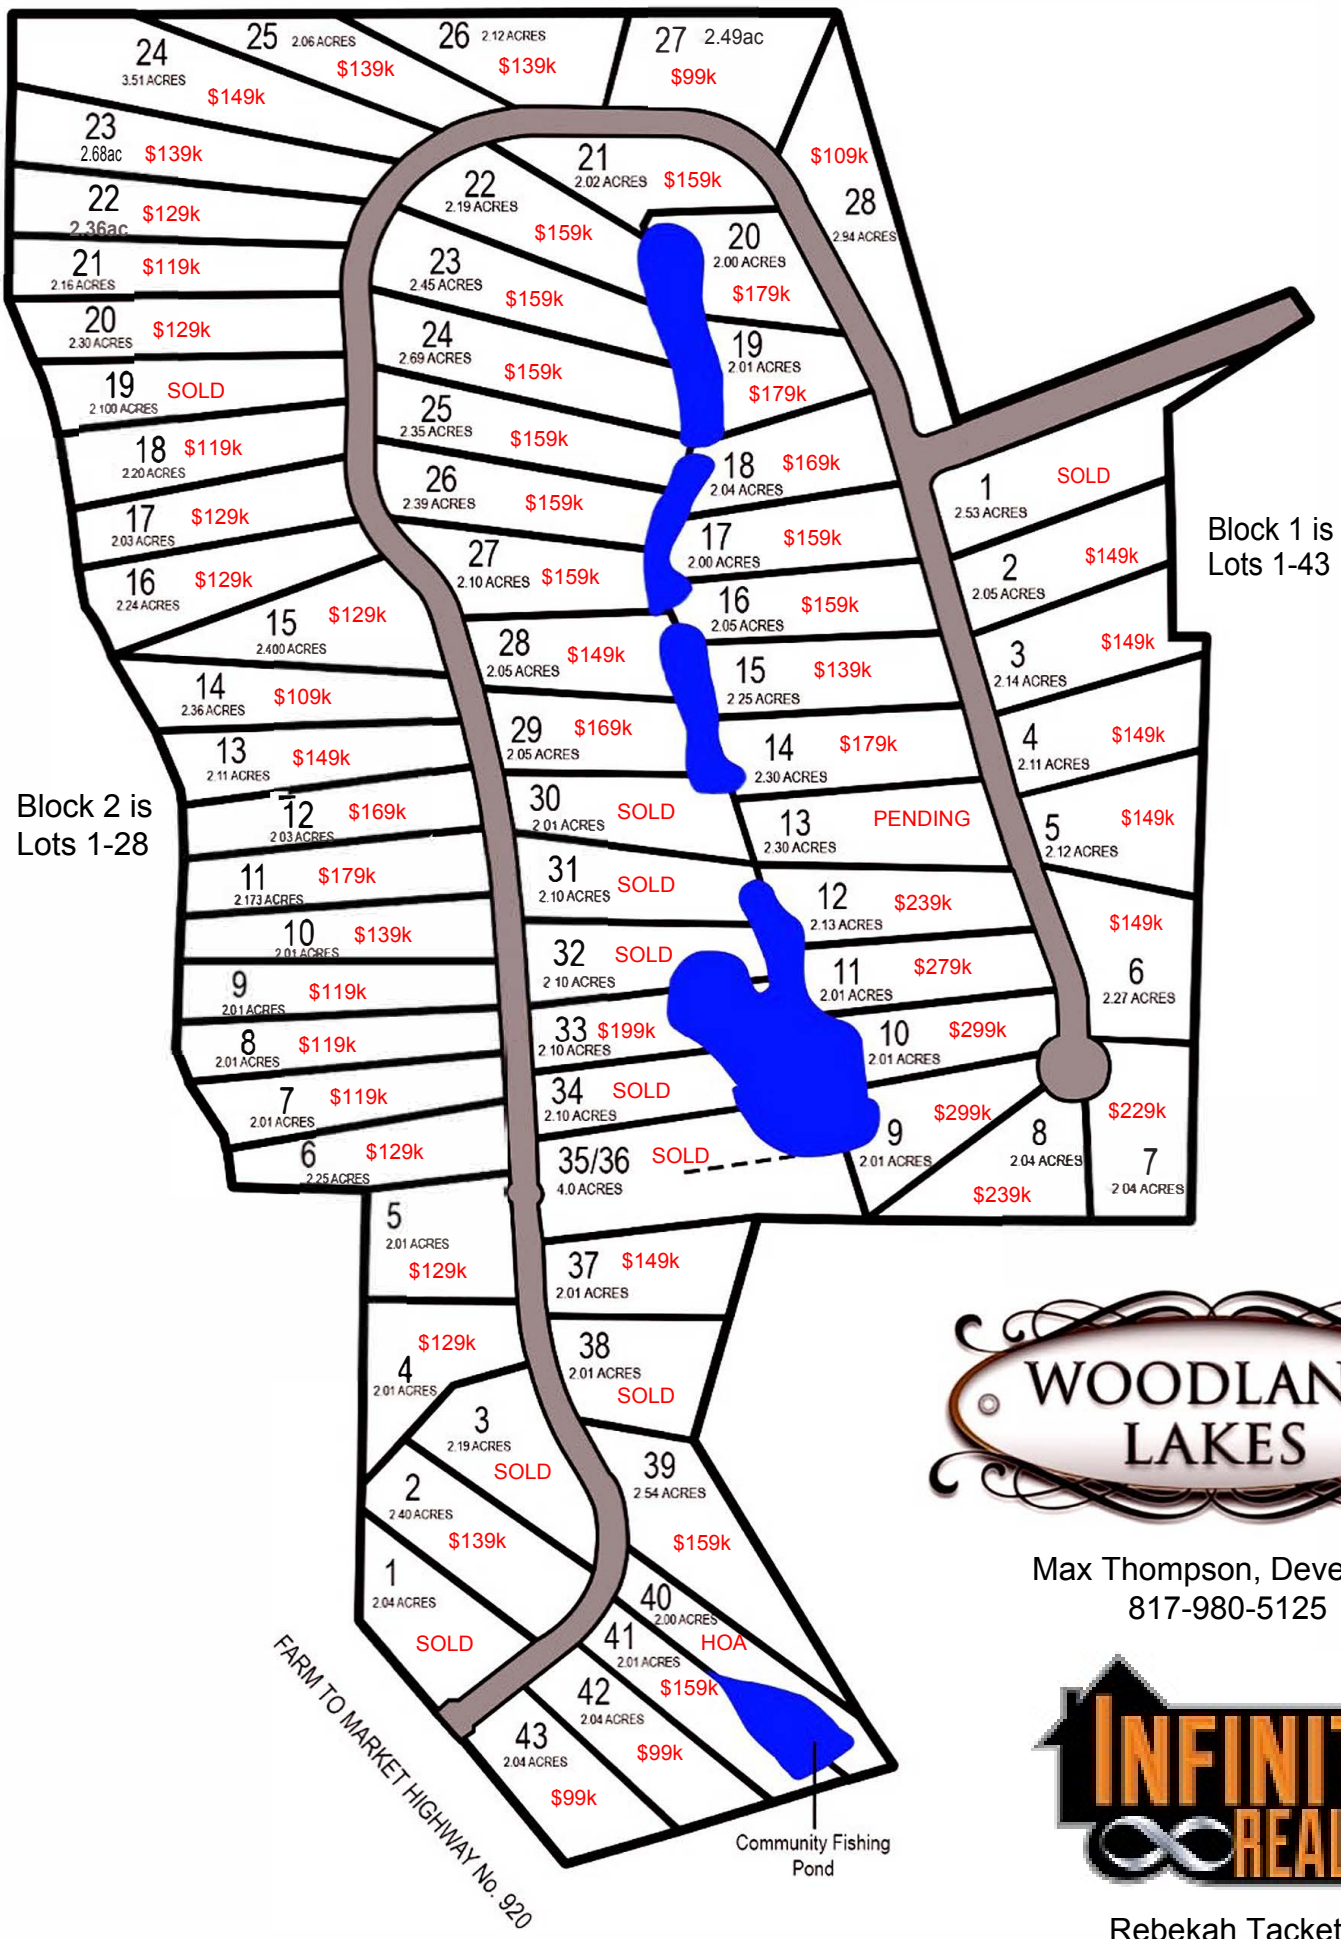 24
3.51 ACRES
$149k
25
2.06 ACRES
$139k
26
2.12 ACRES
$139k
27
2.49ac
$99k
23
2.68ac
$139k
22
2.36ac
$129k
21
2.16 ACRES
$119k
20
2.30 ACRES
$129k
19
2.100 ACRES
SOLD
18
2.20 ACRES
$119k
17
2.03 ACRES
$129k
16
2.24 ACRES
$129k
15
2.400 ACRES
$129k
14
2.36 ACRES
$109k
13
2.11 ACRES
$149k
12
2.03 ACRES
$169k
11
2.173 ACRES
$179k
10
2.01 ACRES
$139k
9
2.01 ACRES
$119k
8
2.01 ACRES
$119k
7
2.01 ACRES
$119k
6
2.25 ACRES
$129k
5
2.01 ACRES
$129k
4
2.01 ACRES
$129k
3
2.19 ACRES
SOLD
2
2.40 ACRES
$139k
1
2.04 ACRES
SOLD
Block 2 is
Lots 1-28
$109k
28
2.94 ACRES
21
2.02 ACRES
$159k
22
2.19 ACRES
$159k
20
2.00 ACRES
$179k
23
2.45 ACRES
$159k
19
2.01 ACRES
$179k
24
2.69 ACRES
$159k
25
2.35 ACRES
$159k
18
2.04 ACRES
$169k
26
2.39 ACRES
$159k
17
2.00 ACRES
$159k
27
2.10 ACRES
$159k
16
2.05 ACRES
$159k
28
2.05 ACRES
$149k
15
2.25 ACRES
$139k
29
2.05 ACRES
$169k
14
2.30 ACRES
$179k
30
2.01 ACRES
SOLD
13
2.30 ACRES
PENDING
31
2.10 ACRES
SOLD
12
2.13 ACRES
$239k
32
2.10 ACRES
SOLD
11
2.01 ACRES
$279k
33
2.10 ACRES
$199k
10
2.01 ACRES
$299k
34
2.10 ACRES
SOLD
9
2.01 ACRES
$299k
35/36
4.0 ACRES
SOLD
8
2.04 ACRES
$239k
37
2.01 ACRES
$149k
38
2.01 ACRES
SOLD
39
2.54 ACRES
$159k
40
2.00 ACRES
HOA
41
2.01 ACRES
$159k
42
2.04 ACRES
$99k
43
2.04 ACRES
$99k
1
2.53 ACRES
SOLD
2
2.05 ACRES
$149k
3
2.14 ACRES
$149k
4
2.11 ACRES
$149k
5
2.12 ACRES
$149k
$149k
6
2.27 ACRES
$229k
7
2.04 ACRES
Block 1 is
Lots 1-43
FARM TO MARKET HIGHWAY No. 920
Community Fishing
Pond
WOODLAN
LAKES
Max Thompson, Deve
817-980-5125
INFINIT
REAL
Rebekah Tacket